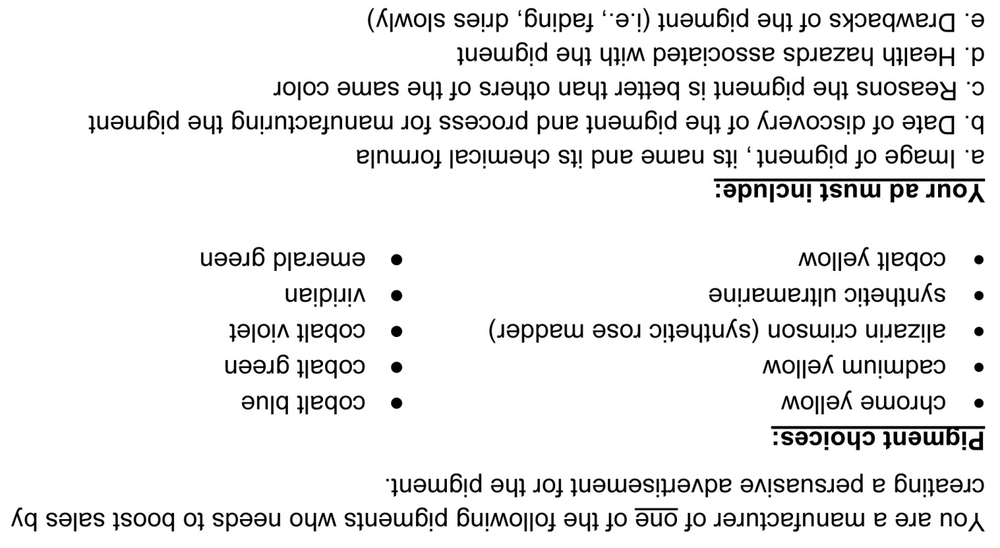 You are a manufacturer of one of the following pigments who needs to boost sales by
creating a persuasive advertisement for the pigment.
Pigment choices:
• chrome yellow
• cadmium yellow
• alizarin crimson (synthetic rose madder)
• synthetic ultramarine
• cobalt yellow
• cobalt blue
• cobalt green
• cobalt violet
• viridian
• emerald green
Your ad must include:
a. Image of pigment , its name and its chemical formula
b. Date of discovery of the pigment and process for manufacturing the pigment
c. Reasons the pigment is better than others of the same color
d. Health hazards associated with the pigment
e. Drawbacks of the pigment (i.e., fading, dries slowly)